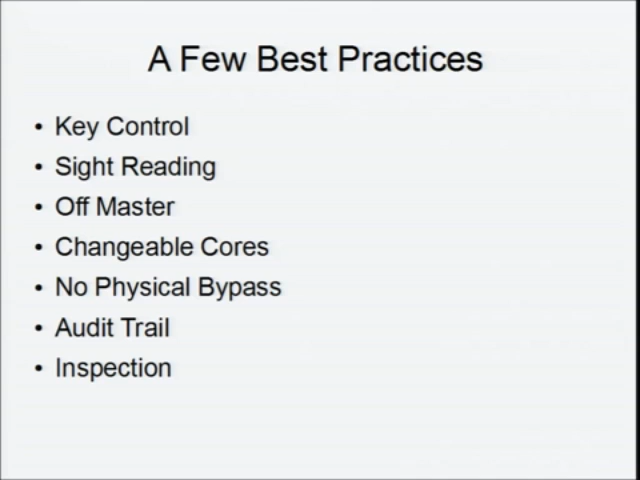 A Few Best Practices
• Key Control
• Sight Reading
• Off Master
• Changeable Cores
• No Physical Bypass
• Audit Trail
• Inspection